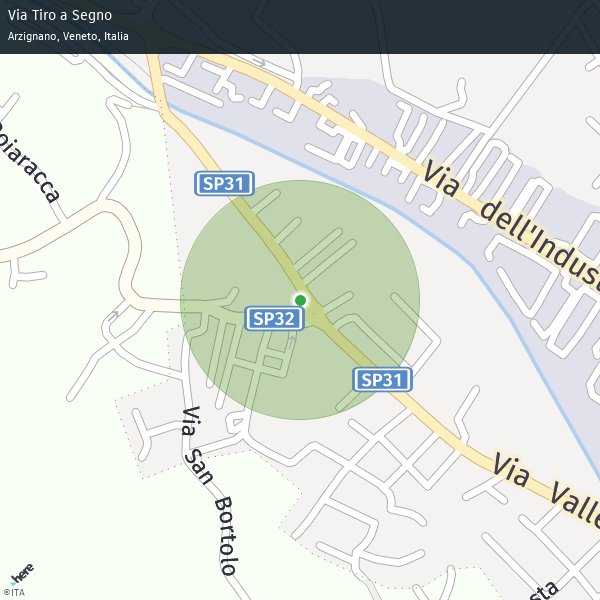 Via Tiro a Segno
Arzignano, Veneto, Italia
oiaracca
SP31
Via dell'Indust
SP32
SP31
Via San Bortolo
Via Valle
sta
here
©ITA